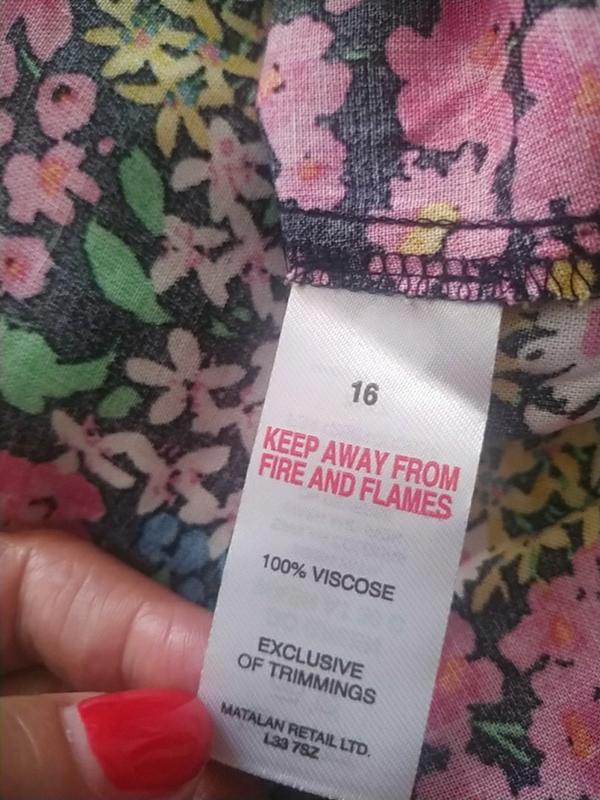 16
KEEP AWAY FROM
FIRE AND FLAMES
100% VISCOSE
EXCLUSIVE
OF TRIMMINGS
MATALAN RETAIL LTD.
L33 7SZ